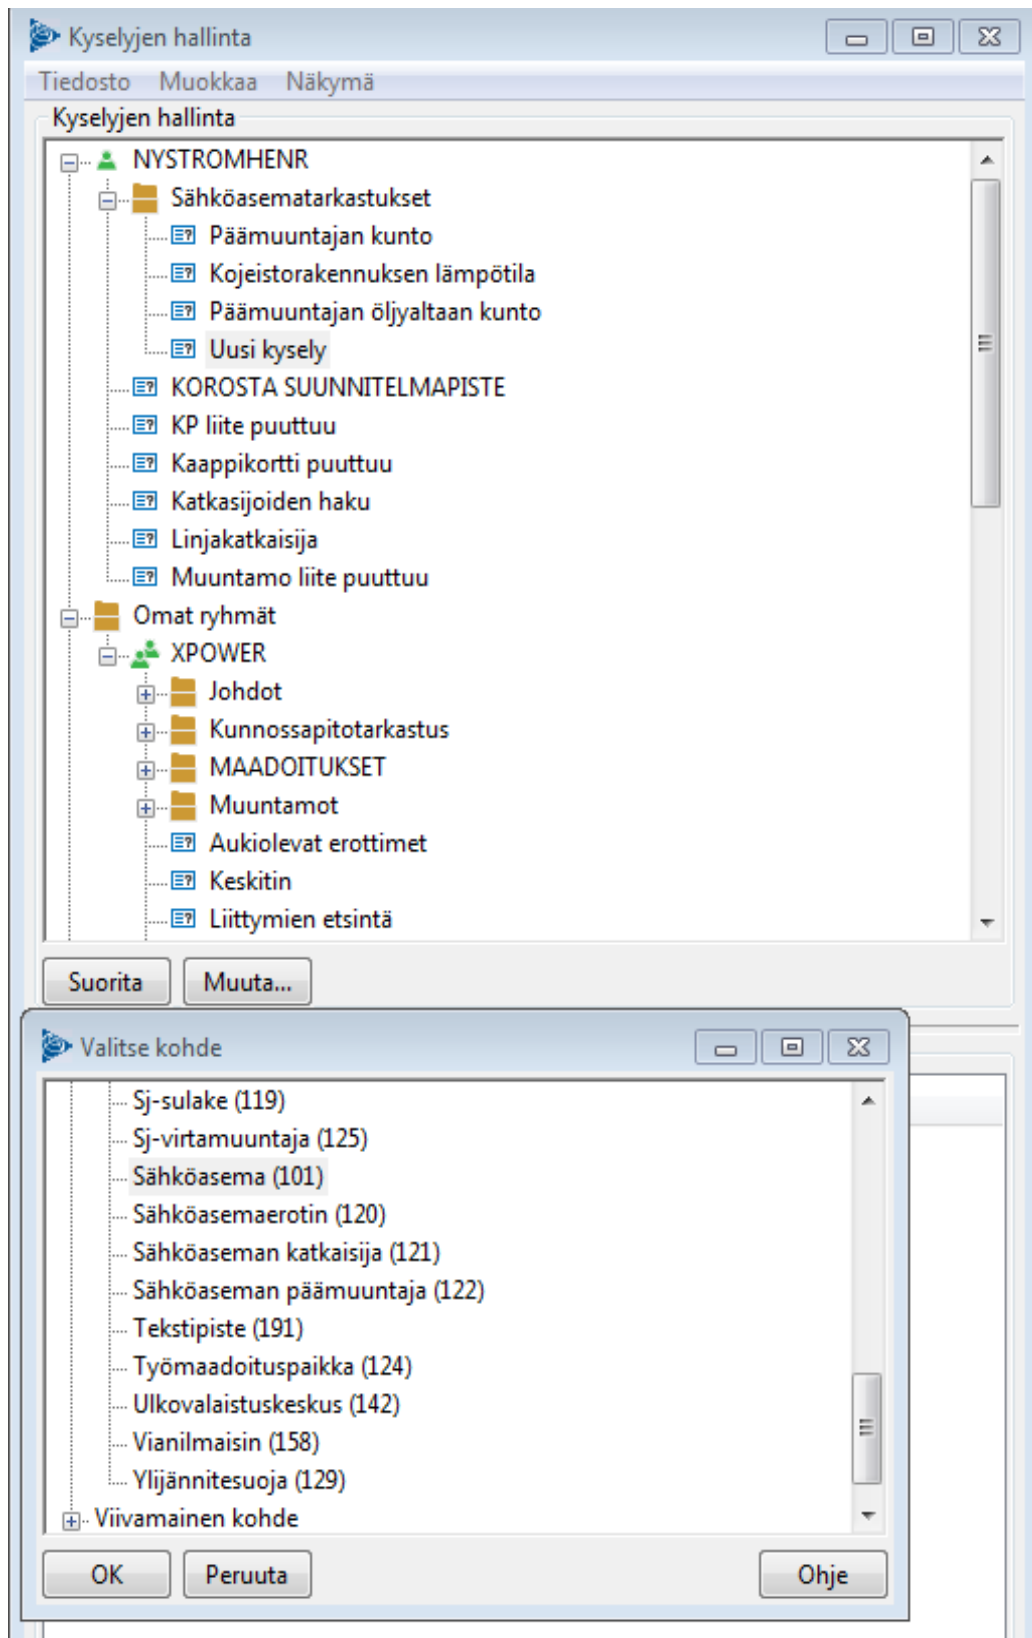 Kyselyjen hallinta
Tiedosto Muokkaa Näkymä
Kyselyjen hallinta
NYSTROMHENR
Sähköasematarkastukset
Päämuuntajan kunto
Kojeistorakennuksen lämpötila
Päämuuntajan öljyaltaan kunto
Uusi kysely
KOROSTA SUUNNITELMAPISTE
KP liite puuttuu
Kaappikortti puuttuu
Katkasijoiden haku
Linjakatkaisija
Muuntamo liite puuttuu
Omat ryhmät
XPOWER
Johdot
Kunnossapitotarkastus
MAADOITUKSET
Muuntamot
Aukiolevat erottimet
Keskitin
Liittymien etsintä
Suorita Muuta...
Valitse kohde
Sj-sulake (119)
Sj-virtamuuntaja (125)
Sähköasema (101)
Sähköasemaerotin (120)
Sähköaseman katkaisija (121)
Sähköaseman päämuuntaja (122)
Tekstipiste (191)
Työmaadoituspaikka (124)
Ulkovalaistuskeskus (142)
Vianilmaisin (158)
Ylijännitesuoja (129)
Viivamainen kohde
OK Peruuta Ohje